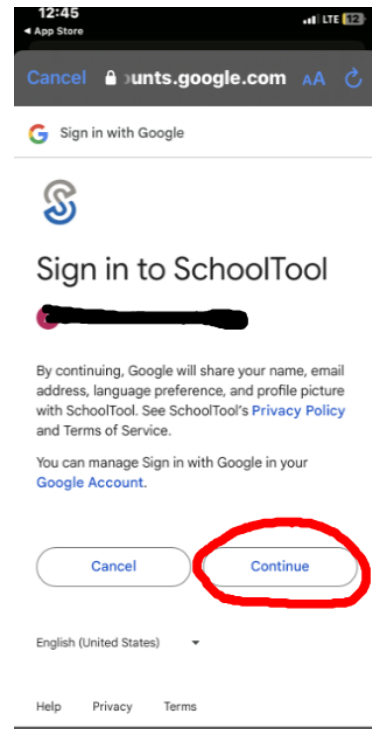 12:45
LTE 12
◄ App Store
Cancel unts.google.com AA
Sign in with Google
Sign in to SchoolTool
By continuing, Google will share your name, email
address, language preference, and profile picture
with SchoolTool. See SchoolTool's Privacy Policy
and Terms of Service.
You can manage Sign in with Google in your
Google Account.
Cancel
Continue
English (United States)
Help Privacy Terms